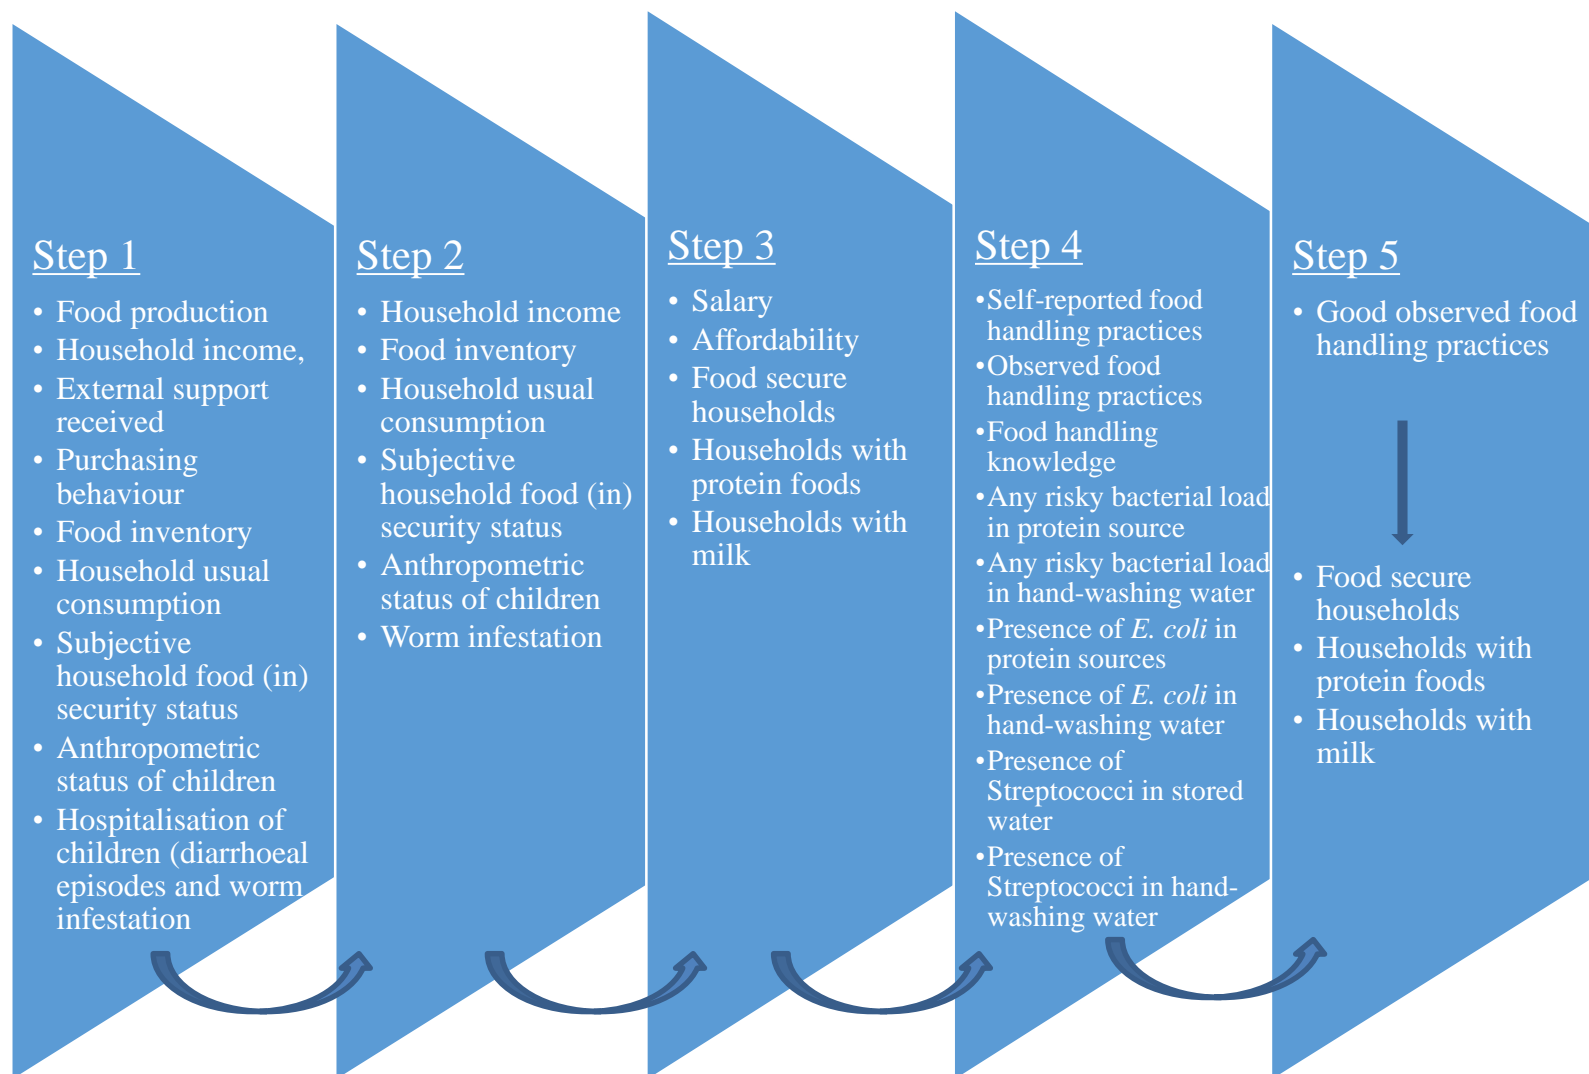 Step 1
• Food production
• Household income,
• External support
received
• Purchasing
behaviour
• Food inventory
• Household usual
consumption
• Subjective
household food (in)
security status
• Anthropometric
status of children
• Hospitalisation of
children (diarrhoeal
episodes and worm
infestation
Step 2
• Household income
• Food inventory
• Household usual
consumption
• Subjective
household food (in)
security status
• Anthropometric
status of children
• Worm infestation
Step 3
• Salary
• Affordability
• Food secure
households
• Households with
protein foods
• Households with
milk
Step 4
•Self-reported food
handling practices
•Observed food
handling practices
•Food handling
knowledge
•Any risky bacterial load
in protein source
•Any risky bacterial load
in hand-washing water
•Presence of E. coli in
protein sources
•Presence of E. coli in
hand-washing water
•Presence of
Streptococci in stored
water
•Presence of
Streptococci in hand-
washing water
Step 5
• Good observed food
handling practices
• Food secure
households
• Households with
protein foods
• Households with
milk